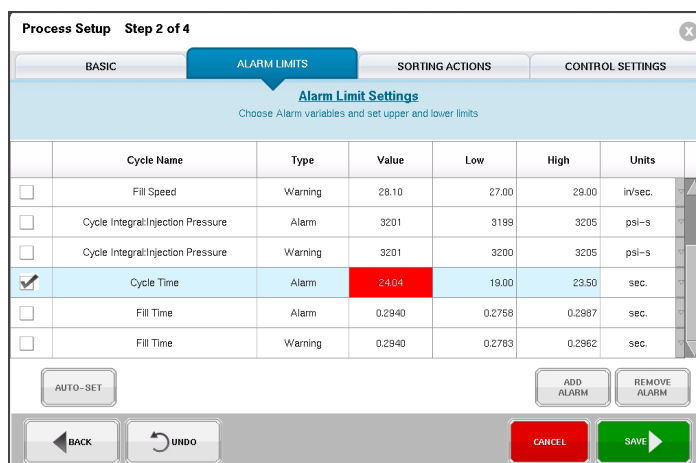 Process Setup Step 2 of 4
X
BASIC ALARM LIMITS SORTING ACTIONS CONTROL SETTINGS
Alarm Limit Settings
Choose Alarm variables and set upper and lower limits
Cycle Name Type Value Low High Units
Fill Speed Warning 28.10 27.00 29.00 in/sec.
Cycle Integral:Injection Pressure Alarm 3201 3199 3205 psi-s
Cycle Integral:Injection Pressure Warning 3201 3200 3205 psi-s
Cycle Time Alarm 24.04 19.00 23.50 sec.
Fill Time Alarm 0.2940 0.2758 0.2987 sec.
Fill Time Warning 0.2940 0.2783 0.2962 sec.
AUTO-SET ADD ALARM REMOVE ALARM
BACK UNDO CANCEL SAVE